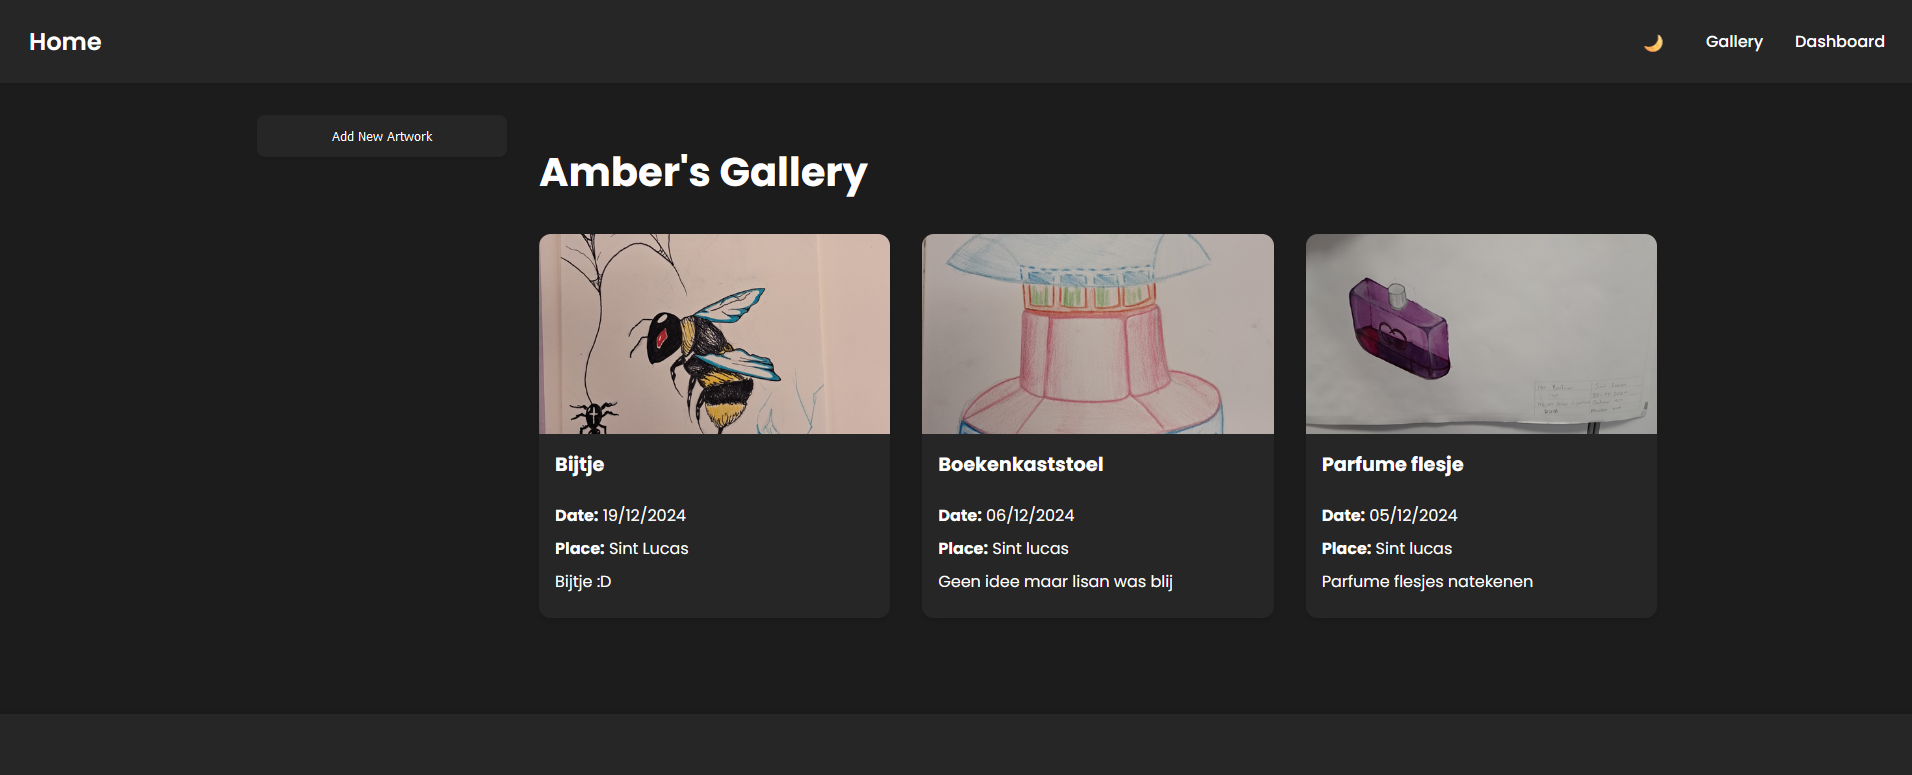 Home
Gallery
Dashboard
Add New Artwork
Amber's Gallery
Bijtje
Date: 19/12/2024
Place: Sint Lucas
Bijtje :D
Boekenkaststoel
Date: 06/12/2024
Place: Sint lucas
Geen idee maar lisan was blij
Parfume flesje
Date: 05/12/2024
Place: Sint lucas
Parfume flesjes natekenen